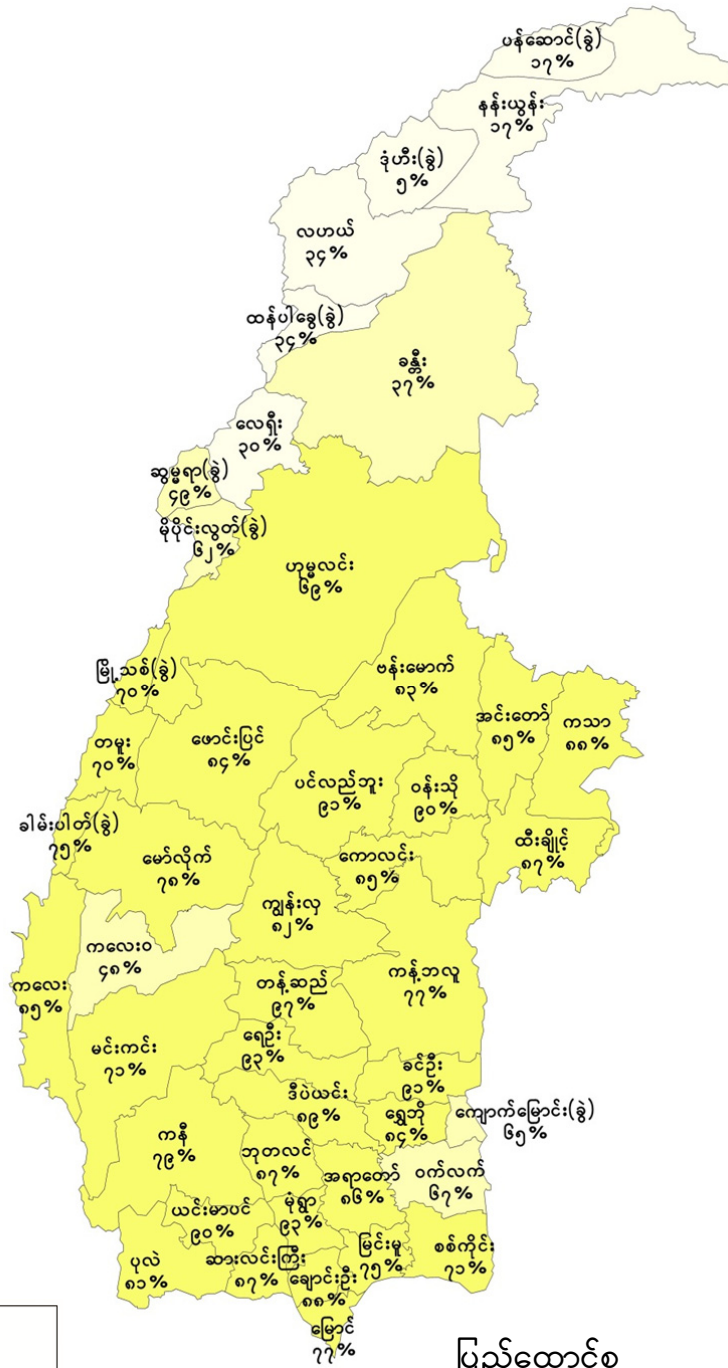 ပန်ဆောင်(ခွဲ)
၁၇%
နန်းယွန်း
၁၇%
ဒုံဟီး(ခွဲ)
၅%
လဟယ်
၃၄%
ထန်ပါခွေ(ခွဲ)
၃၄%
ခန္တီး
၃၇%
လေရှီး
၃၀%
ဆွမ္မရာ(ခွဲ)
၄၉%
မိုပိုင်းလွတ်(ခွဲ)
၆၂%
ဟုမ္မလင်း
၆၉%
မြို့သစ်(ခွဲ)
၇၀%
ဗန်းမောက်
၈၃%
အင်းတော်
၈၅%
ကသာ
၈၈%
တမူး
၇၀%
ဖောင်းပြင်
၈၄%
ပင်လည်ဘူး
၉၁%
ဝန်းသို
၉၀%
ခါမ်းပါတ်(ခွဲ)
၇၅%
မော်လိုက်
၇၈%
ကောလင်း
၈၅%
ထီးချိုင့်
၈၇%
ကျွန်းလှ
၈၂%
ကလေးဝ
၄၈%
ကလေး
၈၅%
တန့်ဆည်
၉၇%
ကန့်ဘလူ
၇၇%
မင်းကင်း
၇၁%
ရေဦး
၉၃%
ခင်ဦး
၉၁%
ဒီပဲယင်း
၈၉%
ရွှေဘို
၈၄%
ကျောက်မြောင်း(ခွဲ)
၆၅%
ကနီ
၇၉%
ဘုတလင်
၈၇%
အရာတော်
၈၆%
ဝက်လက်
၆၇%
ယင်းမာပင်
၉၀%
မုံရွာ
၉၃%
ပုလဲ
၈၁%
ဆားလင်းကြီး
၈၇%
ချောင်းဦး
၈၈%
မြင်းမူ
၇၅%
စစ်ကိုင်း
၇၁%
မြောင်
၇၇%
ပြည်ထောင်စု